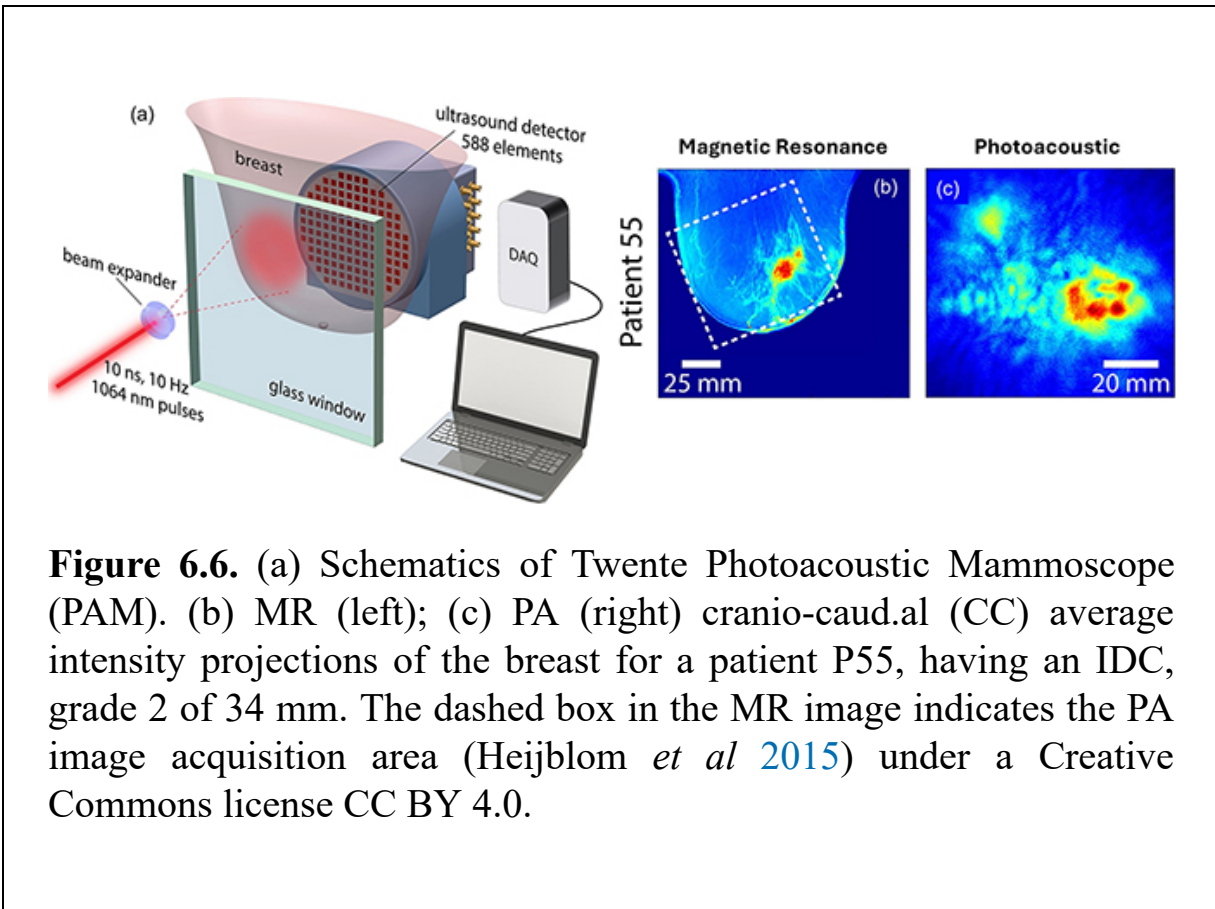 (a)
ultrasound detector
588 elements
breast
beam expander
DAQ
10 ns, 10 Hz
1064 nm pulses
glass window
Magnetic Resonance
Photoacoustic
Patient 55
(b)
(c)
25 mm
20 mm
Figure 6.6. (a) Schematics of Twente Photoacoustic Mammoscope
(PAM). (b) MR (left); (c) PA (right) cranio-caud.al (CC) average
intensity projections of the breast for a patient P55, having an IDC,
grade 2 of 34 mm. The dashed box in the MR image indicates the PA
image acquisition area (Heijblom et al 2015) under a Creative
Commons license CC BY 4.0.